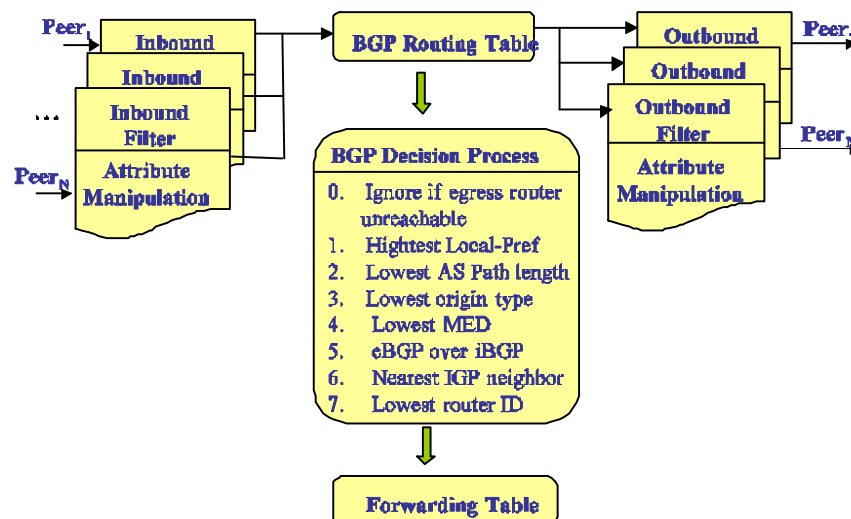 Peer1
Inbound
Inbound
Inbound
Filter
Attribute
Manipulation
...
PeerN
BGP Routing Table
Outbound
Outbound
Outbound
Filter
Attribute
Manipulation
Peer
Peer
BGP Decision Process
0. Ignore if egress router
unreachable
1. Hightest Local-Pref
2. Lowest AS Path length
3. Lowest origin type
4. Lowest MED
5. eBGP over iBGP
6. Nearest IGP neighbor
7. Lowest router ID
Forwarding Table